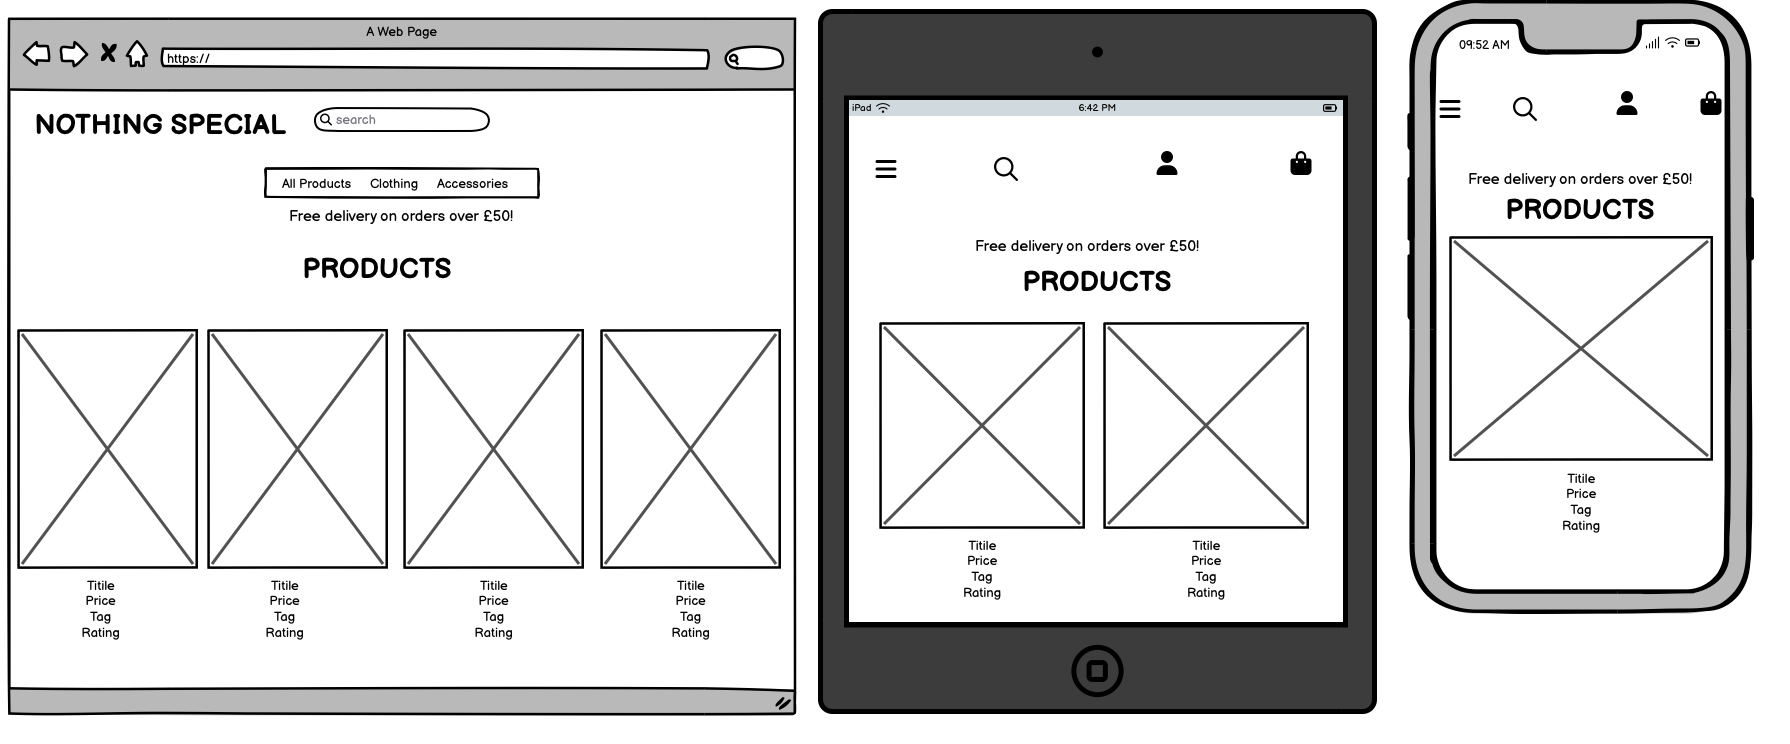 A Web Page
https://
NOTHING SPECIAL
search
All Products Clothing Accessories
Free delivery on orders over £50!
PRODUCTS
Titile
Price
Tag
Rating
Titile
Price
Tag
Rating
Titile
Price
Tag
Rating
Titile
Price
Tag
Rating
iPad 6:42 PM
Free delivery on orders over £50!
PRODUCTS
Titile
Price
Tag
Rating
Titile
Price
Tag
Rating
09:52 AM
Free delivery on orders over £50!
PRODUCTS
Titile
Price
Tag
Rating